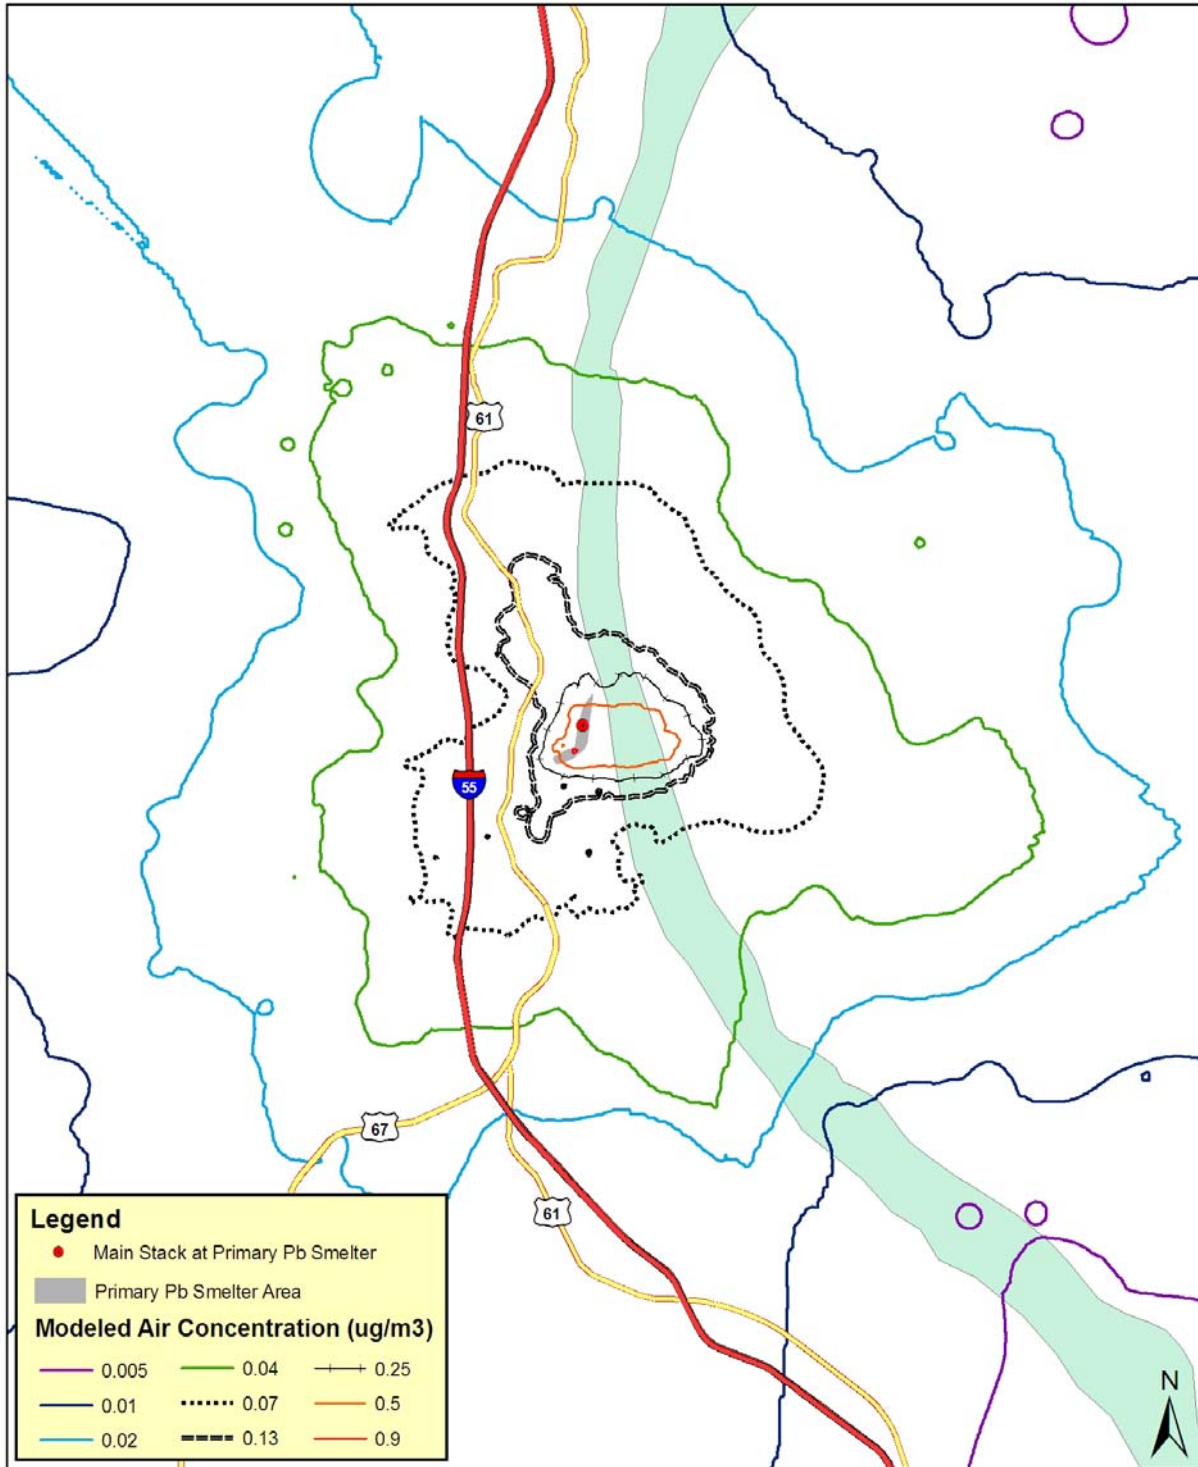 61
55
67
61
N
Legend
Main Stack at Primary Pb Smelter
Primary Pb Smelter Area
Modeled Air Concentration (ug/m3)
0.005 0.04 0.25
0.01 0.07 0.5
0.02 0.13 0.9